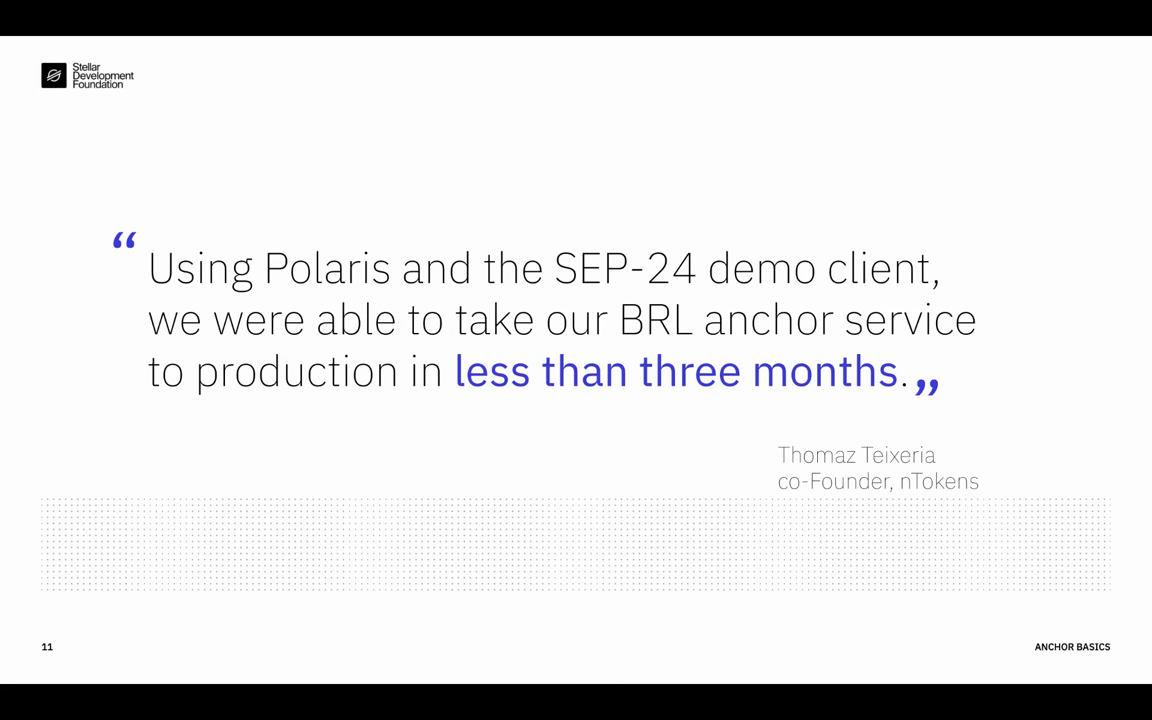 Stellar
Development
Foundation
“Using Polaris and the SEP-24 demo client,
we were able to take our BRL anchor service
to production in less than three months.”
Thomaz Teixeria
co-Founder, nTokens
11
ANCHOR BASICS